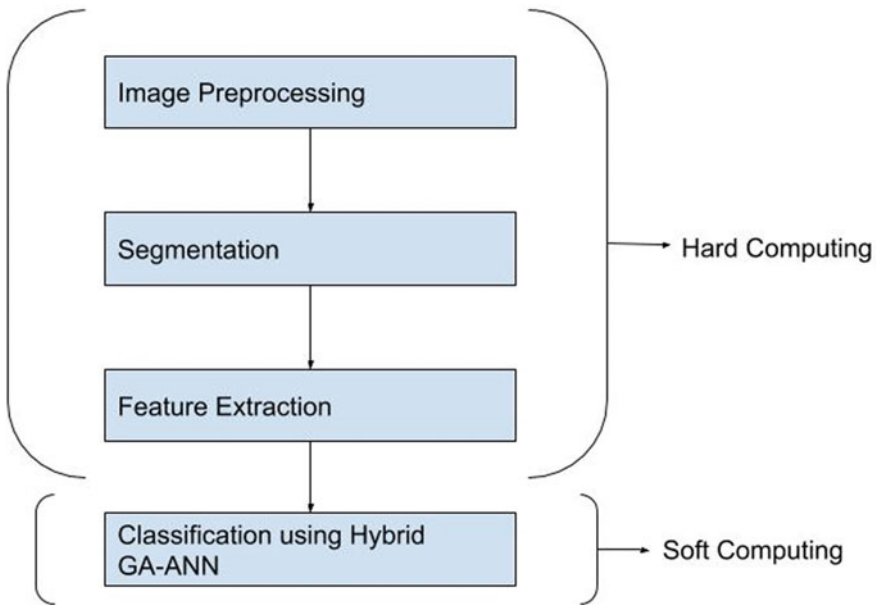 Image Preprocessing
Segmentation
Hard Computing
Feature Extraction
Classification using Hybrid
GA-ANN
Soft Computing